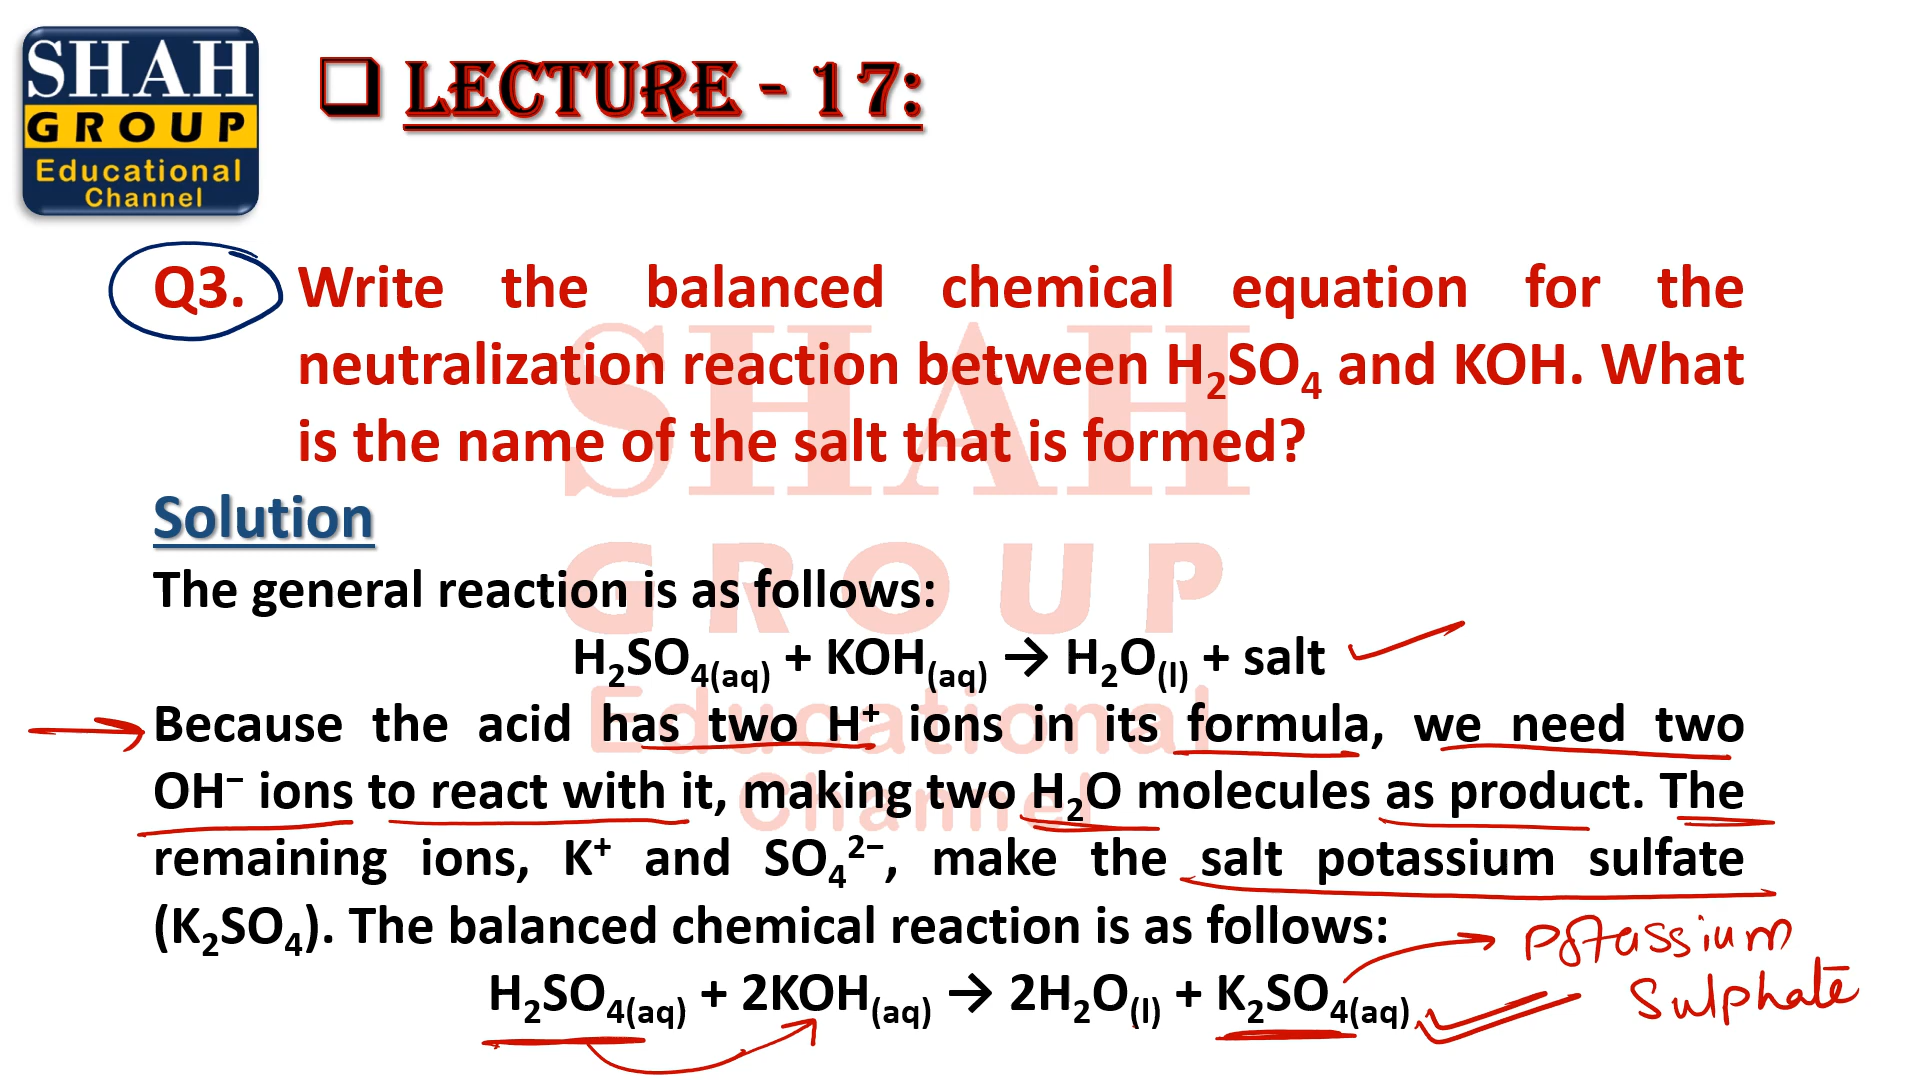 SHAH
GROUP
Educational
Channel
❑ LECTURE - 17:
Q3. Write the balanced chemical equation for the
neutralization reaction between H₂SO₄ and KOH. What
is the name of the salt that is formed?
Solution
The general reaction is as follows:
H₂SO₄(aq) + KOH(aq) → H₂O(l) + salt
Because the acid has two H⁺ ions in its formula, we need two
OH⁻ ions to react with it, making two H₂O molecules as product. The
remaining ions, K⁺ and SO₄²⁻, make the salt potassium sulfate
(K₂SO₄). The balanced chemical reaction is as follows:
H₂SO₄(aq) + 2KOH(aq) → 2H₂O(l) + K₂SO₄(aq)
Potassium
Sulphate
SHAH
GROUP
Educational
Channel